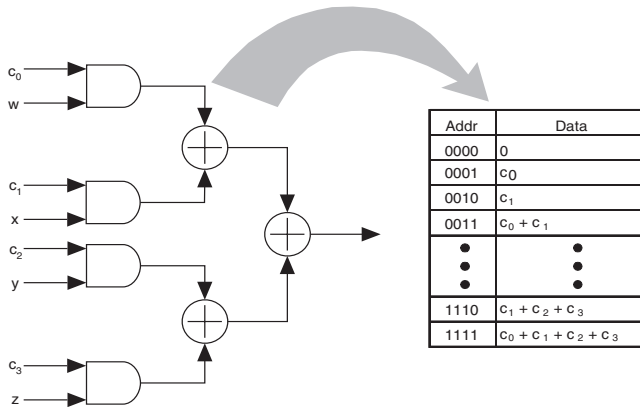 c₀
w
c₁
x
c₂
y
c₃
z
Addr Data
0000 0
0001 c₀
0010 c₁
0011 c₀ + c₁
1110 c₁ + c₂ + c₃
1111 c₀ + c₁ + c₂ + c₃